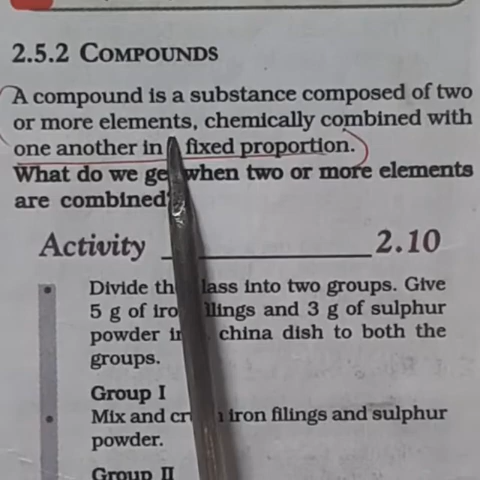 2.5.2 COMPOUNDS
A compound is a substance composed of two
or more elements, chemically combined with
one another in fixed proportion.
What do we ge when two or more elements
are combined
Activity 2.10
Divide th lass into two groups. Give
5 g of iro llings and 3 g of sulphur
powder in china dish to both the
groups.
Group I
Mix and cr iron filings and sulphur
powder.
Group II